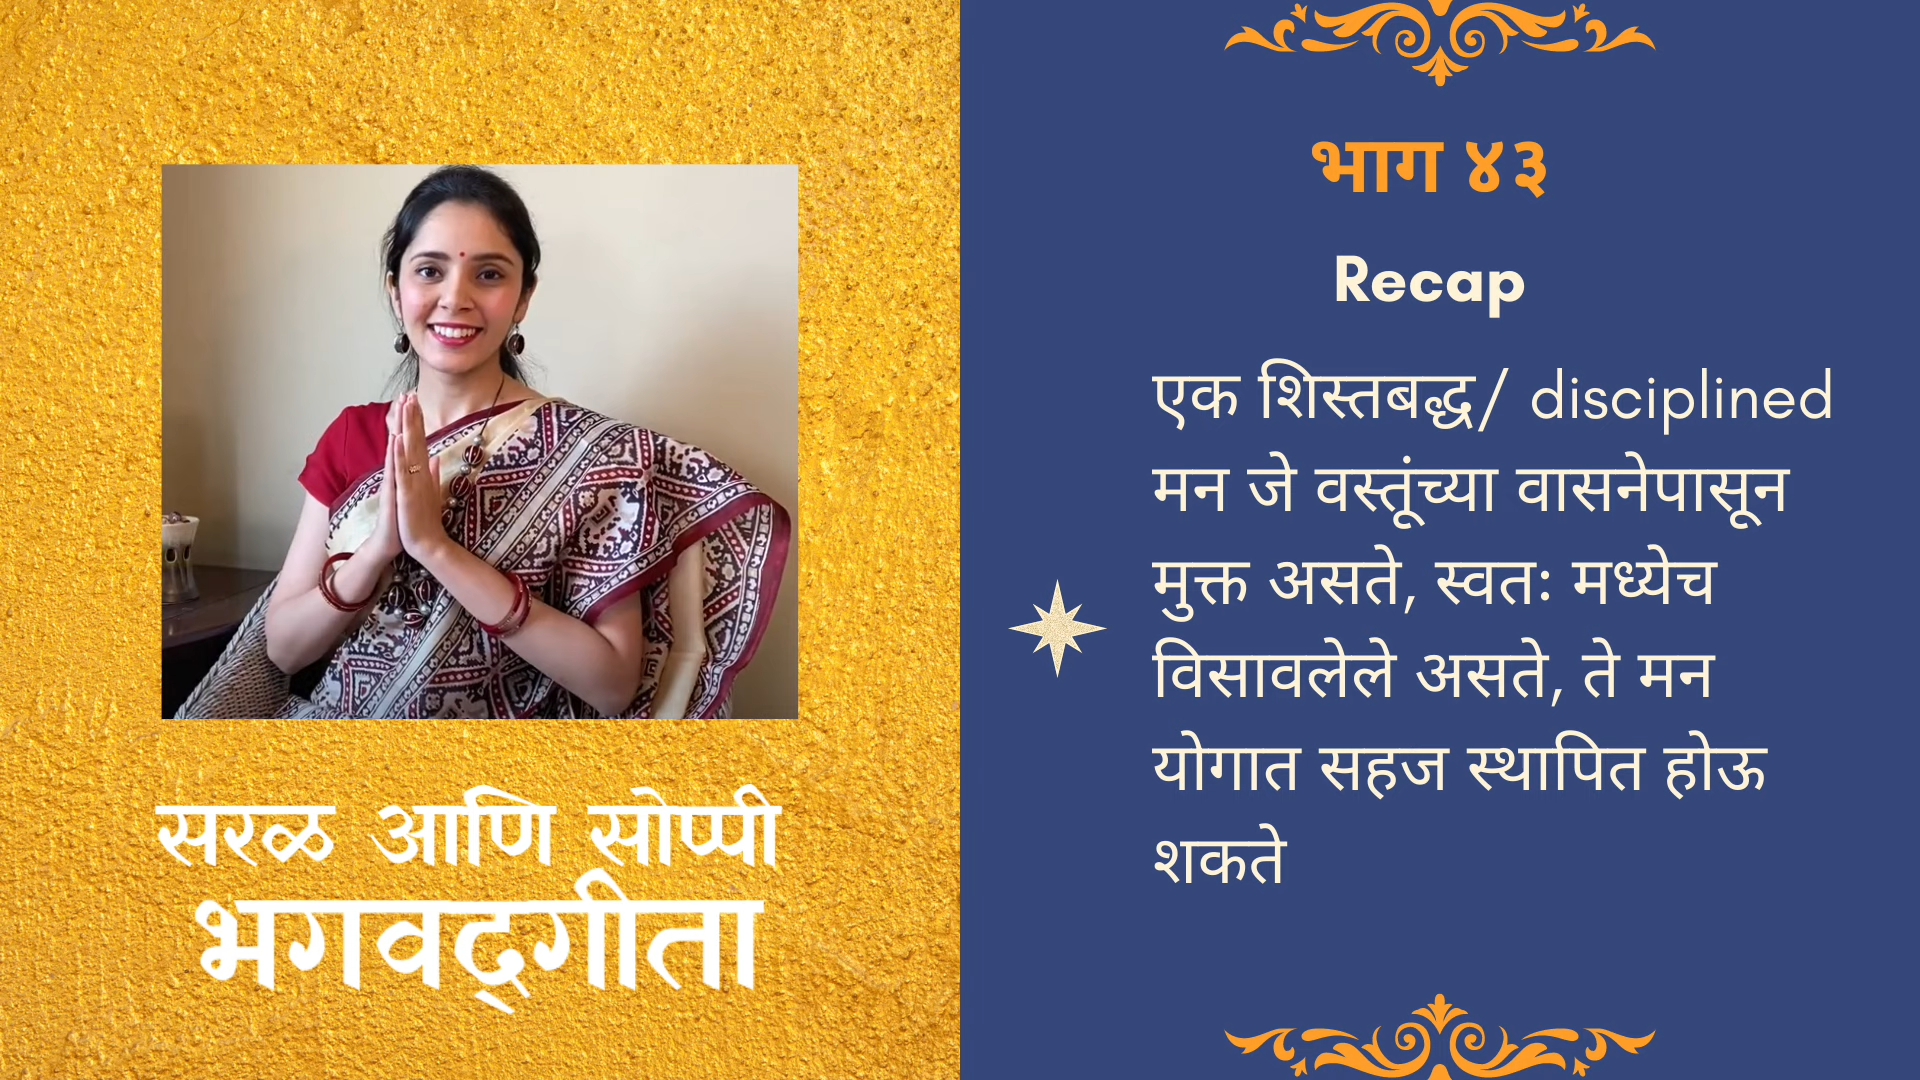 सरळ आणि सोप्पी
भगवद्‌गीता
भाग ४३
Recap
एक शिस्तबद्ध/ disciplined
मन जे वस्तूंच्या वासनेपासून
मुक्त असते, स्वतः मध्येच
विसावलेले असते, ते मन
योगात सहज स्थापित होऊ
शकते